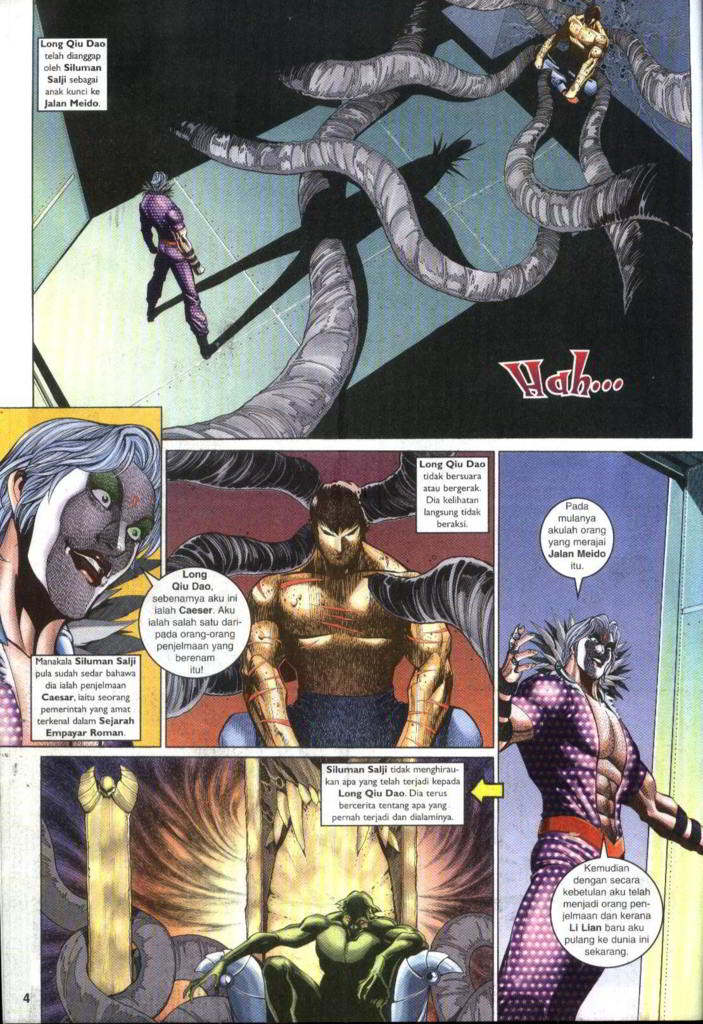 Long Qiu Dao
telah dianggap
oleh Siluman
Salji sebagai
anak kunci ke
Jalan Meido.
Hah...
Manakala Siluman Salji
pula sudah sedar bahawa
dia ialah penjelmaan
Caesar, iaitu seorang
pemerintah yang amat
terkenal dalam Sejarah
Empayar Roman.
Long
Qiu Dao,
sebenarnya aku ini
ialah Caeser. Aku
ialah salah satu dari-
pada orang-orang
penjelmaan yang
berenam
itu!
Long Qiu Dao
tidak bersuara
atau bergerak.
Dia kelihatan
langsung tidak
beraksi.
Pada
mulanya
akulah orang
yang merajai
Jalan Meido
itu.
Kemudian
dengan secara
kebetulan aku telah
menjadi orang pen-
jelmaan dan kerana
Li Lian baru aku
pulang ke dunia ini
sekarang.
Siluman Salji tidak menghirau-
kan apa yang telah terjadi kepada
Long Qiu Dao. Dia terus
bercerita tentang apa yang
pernah terjadi dan dialaminya.
4